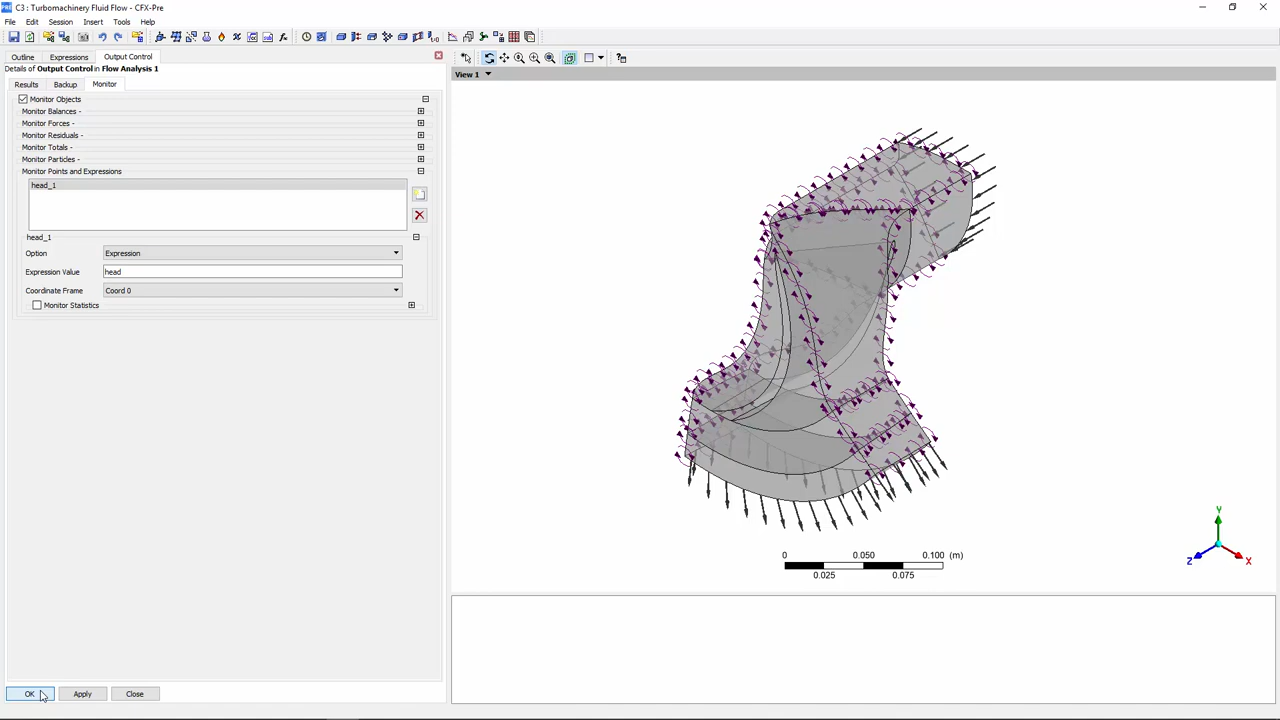 C3 : Turbomachinery Fluid Flow - CFX-Pre
File Edit Session Insert Tools Help
Outline Expressions Output Control
Details of Output Control in Flow Analysis 1
Results Backup Monitor
Monitor Objects
Monitor Balances -
Monitor Forces -
Monitor Residuals -
Monitor Totals -
Monitor Particles -
Monitor Points and Expressions
head_1
head_1
Option Expression
Expression Value head
Coordinate Frame Coord 0
Monitor Statistics
OK Apply Close
View 1
0 0.050 0.100 (m)
0.025 0.075
Y
Z X